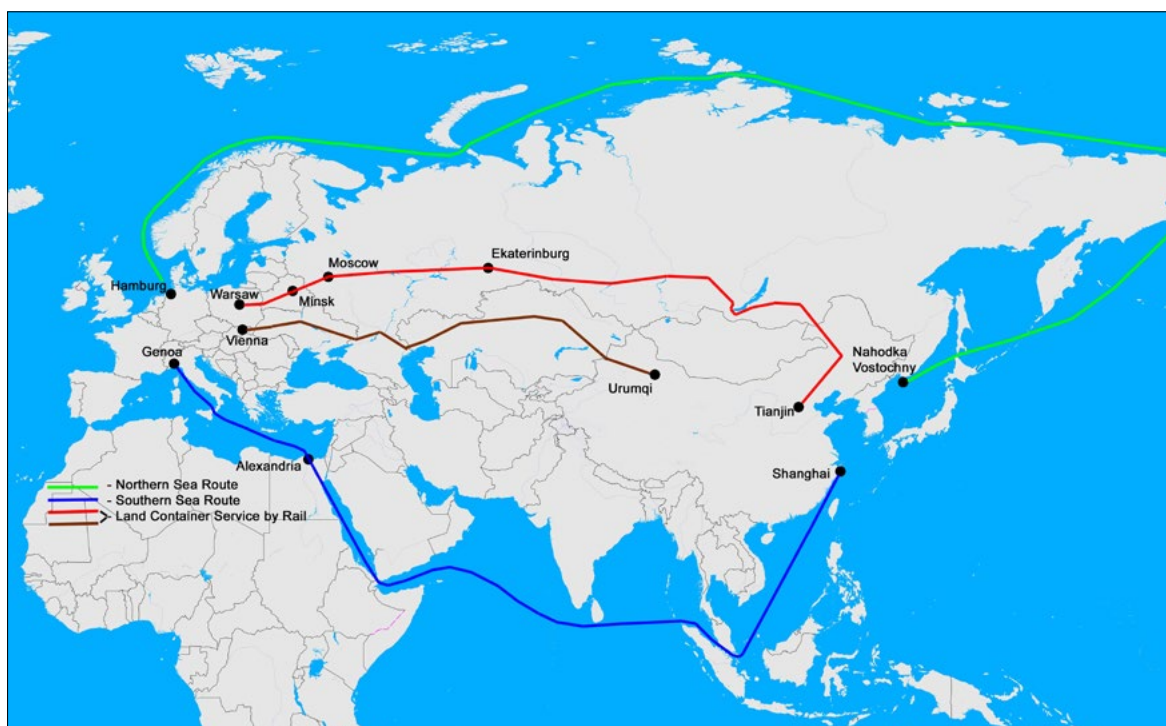 Ekaterinburg
Moscow
Hamburg
Warsaw
Minsk
Vienna
Genoa
Nahodka
Vostochny
Urumqi
Tianjin
Alexandria
Shanghai
- Northern Sea Route
- Southern Sea Route
- Land Container Service by Rail